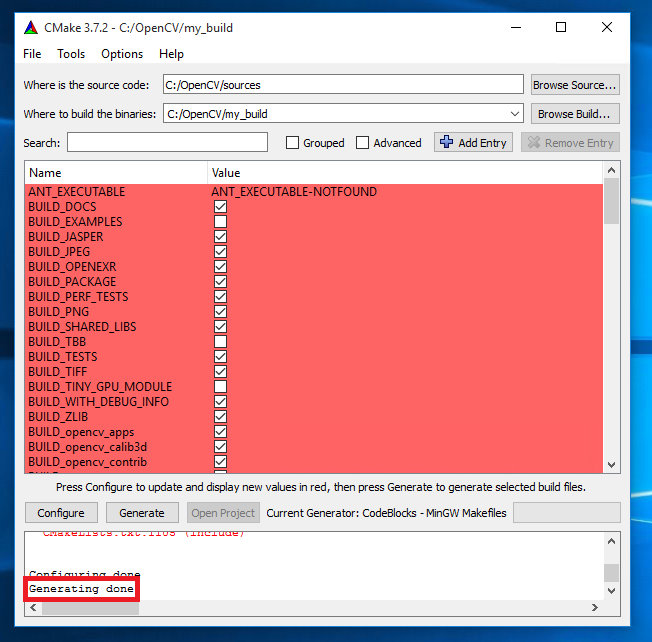 CMake 3.7.2 - C:/OpenCV/my_build
File Tools Options Help
Where is the source code: C:/OpenCV/sources Browse Source...
Where to build the binaries: C:/OpenCV/my_build Browse Build...
Search: Grouped Advanced Add Entry Remove Entry
Name Value
ANT_EXECUTABLE ANT_EXECUTABLE-NOTFOUND
BUILD_DOCS
BUILD_EXAMPLES
BUILD_JASPER
BUILD_JPEG
BUILD_OPENEXR
BUILD_PACKAGE
BUILD_PERF_TESTS
BUILD_PNG
BUILD_SHARED_LIBS
BUILD_TBB
BUILD_TESTS
BUILD_TIFF
BUILD_TINY_GPU_MODULE
BUILD_WITH_DEBUG_INFO
BUILD_ZLIB
BUILD_opencv_apps
BUILD_opencv_calib3d
BUILD_opencv_contrib
Press Configure to update and display new values in red, then press Generate to generate selected build files.
Configure Generate Open Project Current Generator: CodeBlocks - MinGW Makefiles
CMakeLists.txt:1105 (include)
Configuring done
Generating done